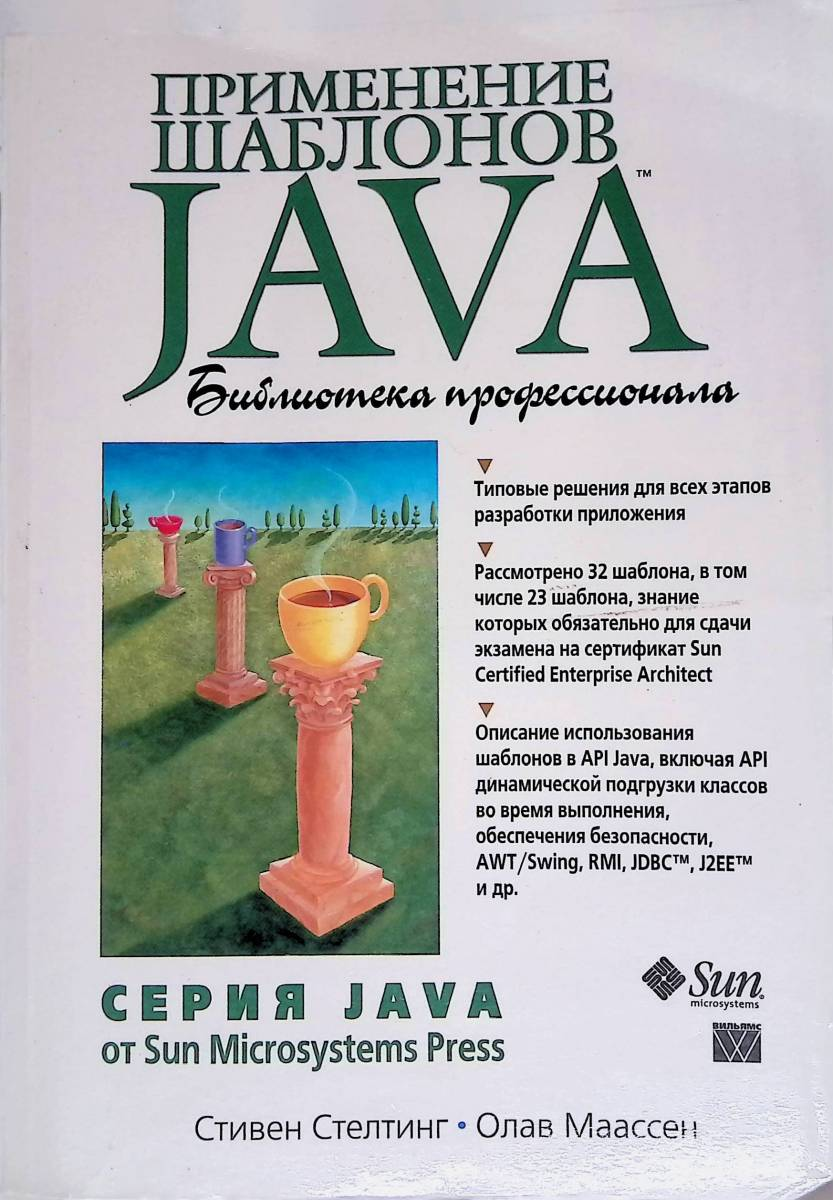 ПРИМЕНЕНИЕ
ШАБЛОНОВ
JAVA™
Библиотека профессионала
Типовые решения для всех этапов
разработки приложения
Рассмотрено 32 шаблона, в том
числе 23 шаблона, знание
которых обязательно для сдачи
экзамена на сертификат Sun
Certified Enterprise Architect
Описание использования
шаблонов в API Java, включая API
динамической подгрузки классов
во время выполнения,
обеспечения безопасности,
AWT/Swing, RMI, JDBC™, J2EE™
и др.
СЕРИЯ JAVA
от Sun Microsystems Press
Sun
microsystems
ВИЛЬЯМС
Стивен Стелтинг • Олав Маассен